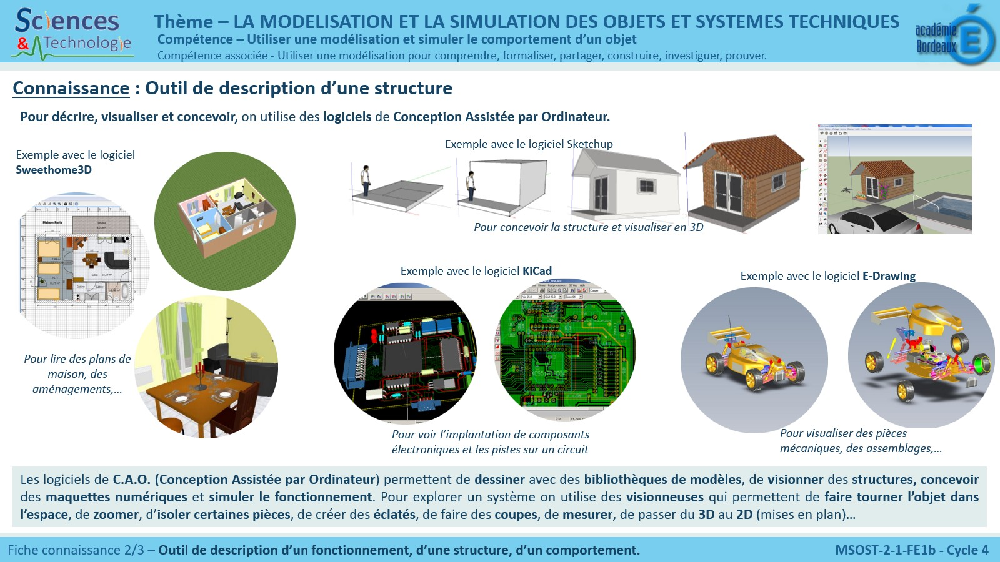 Sciences
& Technologie
Thème – LA MODELISATION ET LA SIMULATION DES OBJETS ET SYSTEMES TECHNIQUES
Compétence – Utiliser une modélisation et simuler le comportement d’un objet
Compétence associée - Utiliser une modélisation pour comprendre, formaliser, partager, construire, investiguer, prouver.
académie
Bordeaux
É
Connaissance : Outil de description d’une structure
Pour décrire, visualiser et concevoir, on utilise des logiciels de Conception Assistée par Ordinateur.
Exemple avec le logiciel
Sweethome3D
Maison Paris
Terrasse
Salon
Cuisine
Pour lire des plans de
maison, des
aménagements,...
Exemple avec le logiciel Sketchup
Pour concevoir la structure et visualiser en 3D
Exemple avec le logiciel KiCad
Pour voir l’implantation de composants
électroniques et les pistes sur un circuit
Exemple avec le logiciel E-Drawing
Pour visualiser des pièces
mécaniques, des assemblages,...
Les logiciels de C.A.O. (Conception Assistée par Ordinateur) permettent de dessiner avec des bibliothèques de modèles, de visionner des structures, concevoir
des maquettes numériques et simuler le fonctionnement. Pour explorer un système on utilise des visionneuses qui permettent de faire tourner l’objet dans
l’espace, de zoomer, d’isoler certaines pièces, de créer des éclatés, de faire des coupes, de mesurer, de passer du 3D au 2D (mises en plan)...
Fiche connaissance 2/3 – Outil de description d’un fonctionnement, d’une structure, d’un comportement.
MSOST-2-1-FE1b - Cycle 4